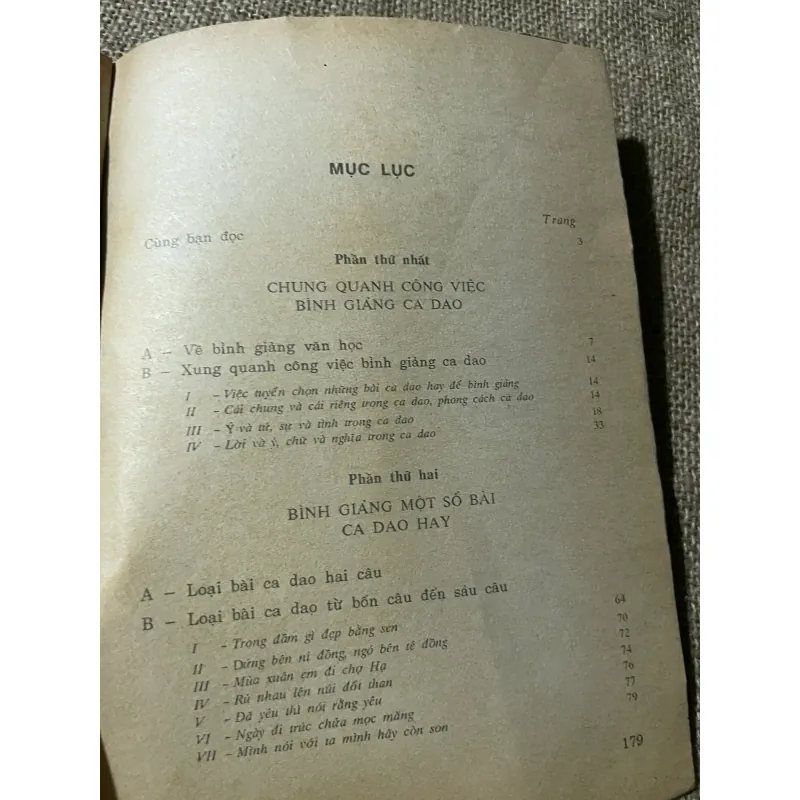 MỤC LỤC
Trang
Cùng bạn đọc 3
Phần thứ nhất
CHUNG QUANH CÔNG VIỆC
BÌNH GIẢNG CA DAO
A – Về bình giảng văn học 7
B – Xung quanh công việc bình giảng ca dao 14
I – Việc tuyển chọn những bài ca dao hay để bình giảng 14
II – Cái chung và cái riêng trong ca dao, phong cách ca dao 14
III – Ý và tứ, sự và tình trong ca dao 18
IV – Lời và ý, chữ và nghĩa trong ca dao 33
Phần thứ hai
BÌNH GIẢNG MỘT SỐ BÀI
CA DAO HAY
A – Loại bài ca dao hai câu
B – Loại bài ca dao từ bốn câu đến sáu câu 64
I – Trong đầm gì đẹp bằng sen 70
II – Đứng bên ni đồng, ngó bên tê đồng 72
III – Mùa xuân em đi chợ Hạ 74
IV – Rủ nhau lên núi đốt than 76
V – Đã yêu thì nói rằng yêu 77
VI – Ngày đi trúc chửa mọc măng 79
VII – Mình nói với ta mình hãy còn son
179